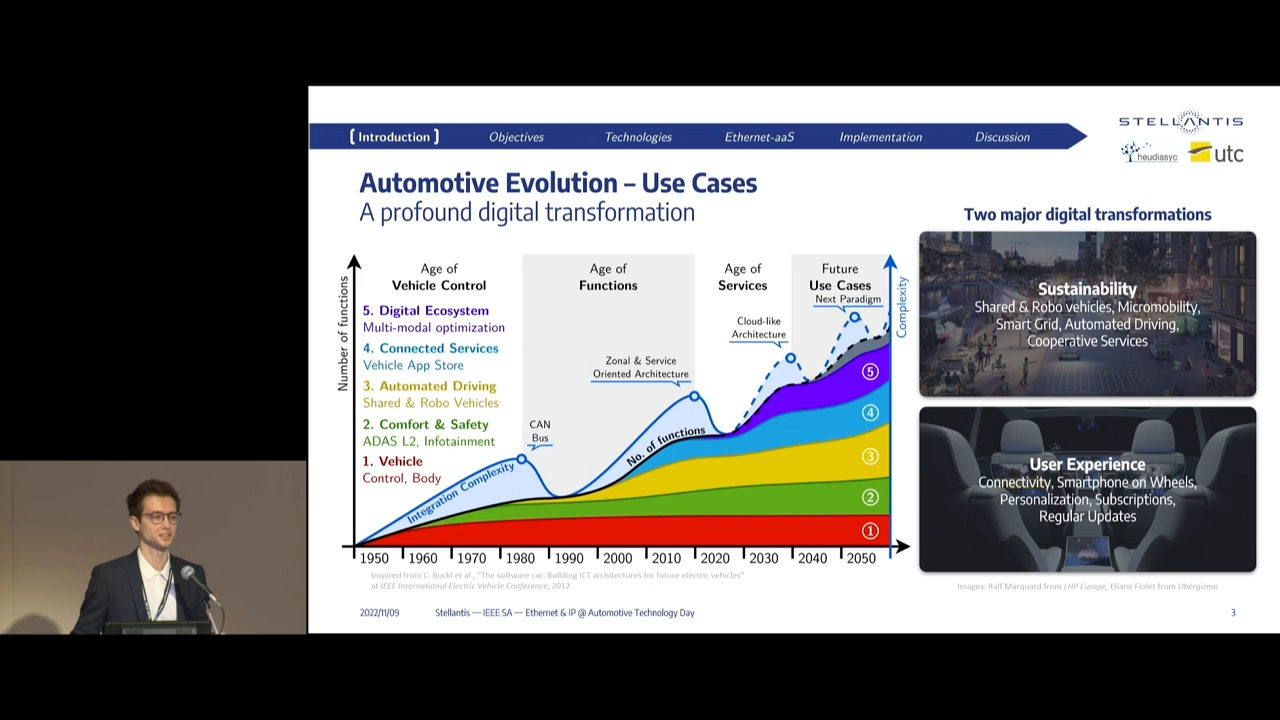 [ Introduction ] Objectives Technologies Ethernet-aaS Implementation Discussion
STELLANTIS
heudiasyc utc
Automotive Evolution – Use Cases
A profound digital transformation
Number of functions
Age of
Vehicle Control
Age of
Functions
Age of
Services
Future
Use Cases
Complexity
5. Digital Ecosystem
Multi-modal optimization
4. Connected Services
Vehicle App Store
3. Automated Driving
Shared & Robo Vehicles
2. Comfort & Safety
ADAS L2, Infotainment
1. Vehicle
Control, Body
Integration Complexity
CAN
Bus
Zonal & Service
Oriented Architecture
No. of functions
Cloud-like
Architecture
Next Paradigm
5
4
3
2
1
1950 1960 1970 1980 1990 2000 2010 2020 2030 2040 2050
Inspired from C. Buckl et al., "The software car: Building ICT architectures for future electric vehicles"
at IEEE International Electric Vehicle Conference, 2012
Two major digital transformations
Sustainability
Shared & Robo vehicles, Micromobility,
Smart Grid, Automated Driving,
Cooperative Services
User Experience
Connectivity, Smartphone on Wheels,
Personalization, Subscriptions,
Regular Updates
Images: Ralf Marquard from LHP Europe, Eliane Fiolet from Ubergizmo
2022/11/09 Stellantis — IEEE SA — Ethernet & IP @ Automotive Technology Day 3